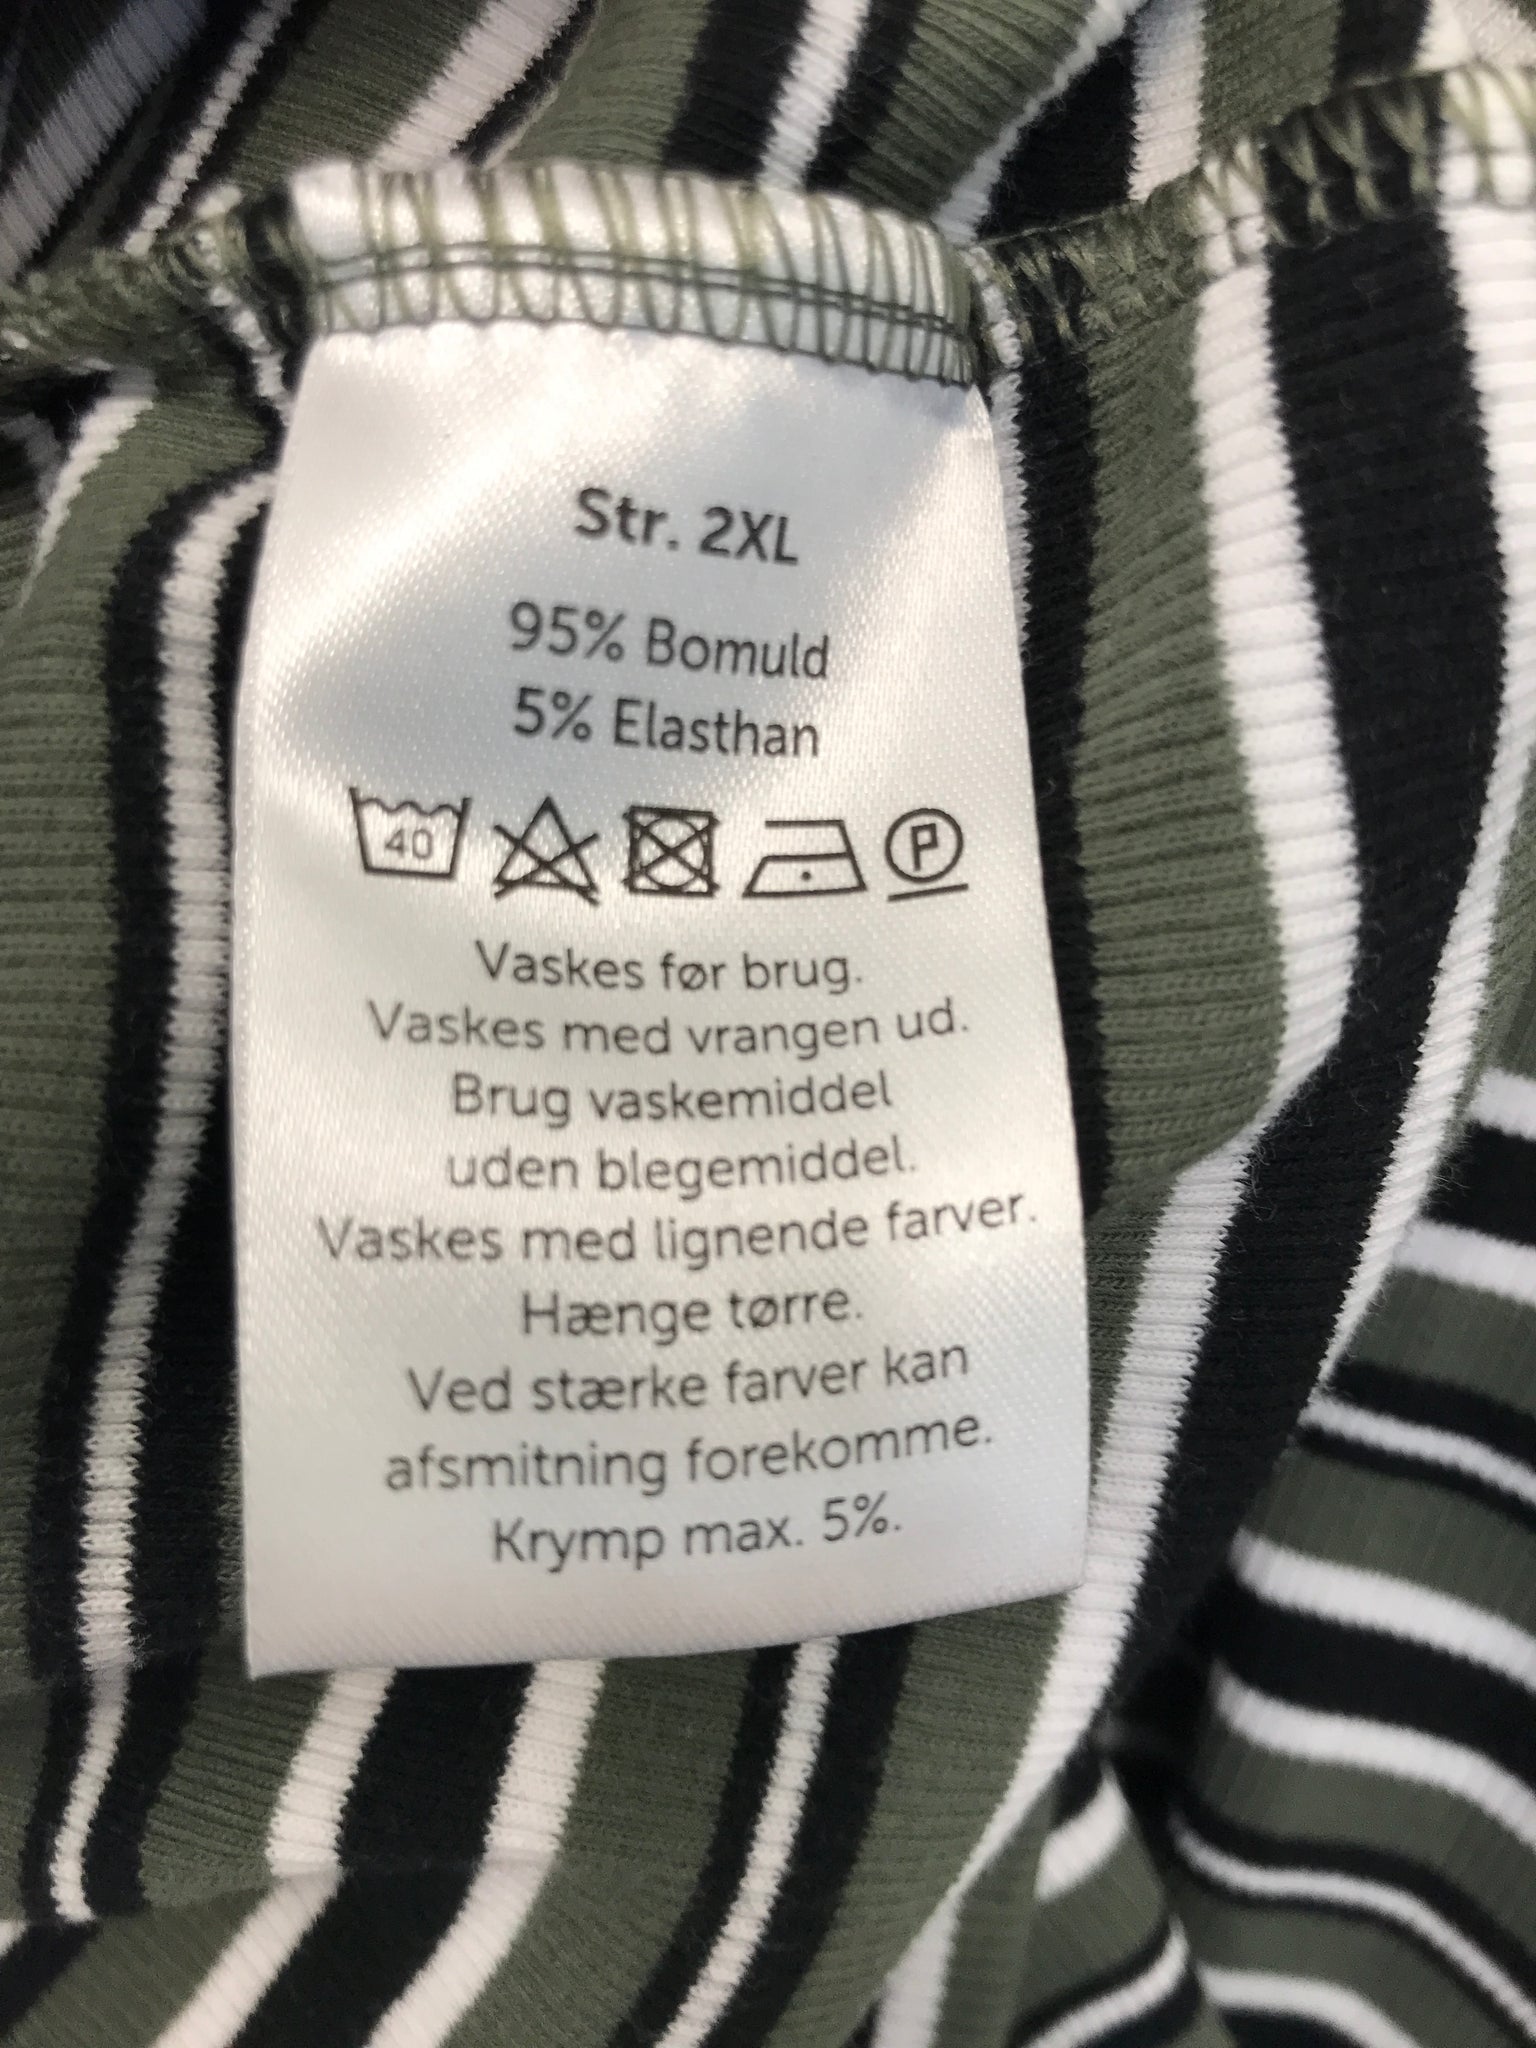 Str. 2XL
95% Bomuld
5% Elasthan
40 P
Vaskes før brug.
Vaskes med vrangen ud.
Brug vaskemiddel
uden blegemiddel.
Vaskes med lignende farver.
Hænge tørre.
Ved stærke farver kan
afsmitning forekomme.
Krymp max. 5%.